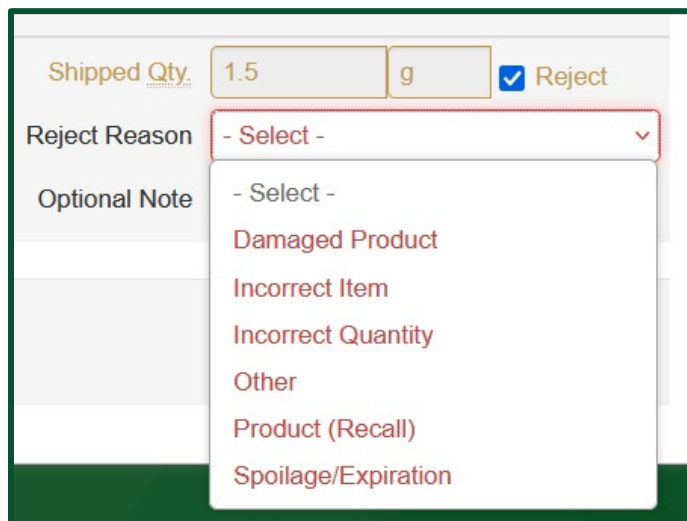 Shipped Qty. 1.5 g Reject
Reject Reason - Select -
Optional Note
- Select -
Damaged Product
Incorrect Item
Incorrect Quantity
Other
Product (Recall)
Spoilage/Expiration